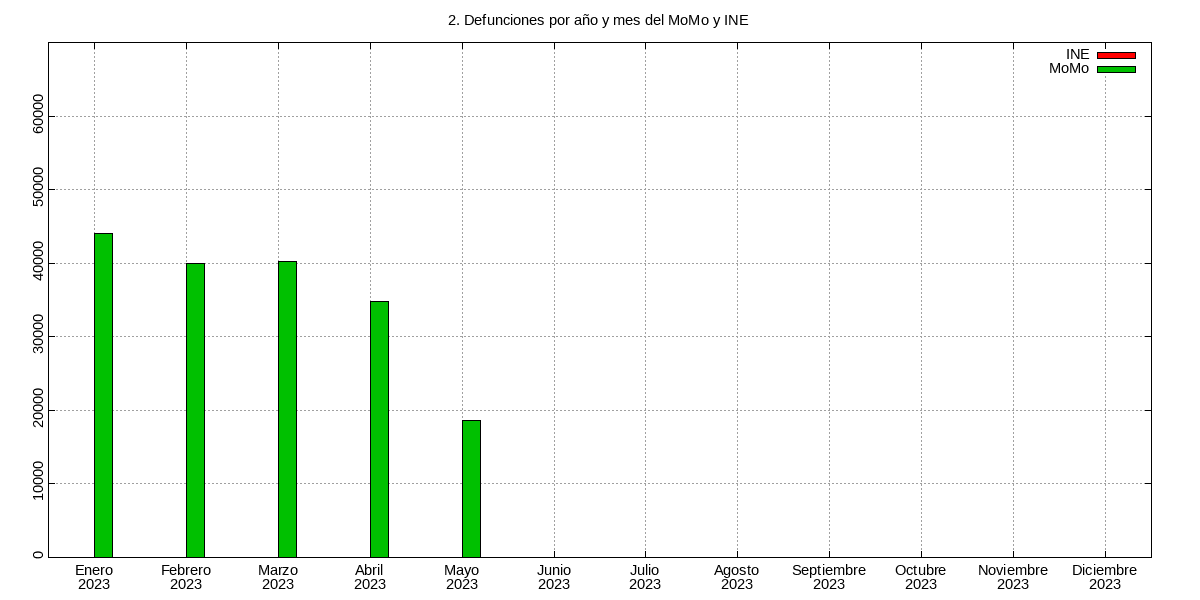 2. Defunciones por año y mes del MoMo y INE
INE
MoMo
60000
50000
40000
30000
20000
10000
0
Enero Febrero Marzo Abril Mayo Junio Julio Agosto Septiembre Octubre Noviembre Diciembre
2023 2023 2023 2023 2023 2023 2023 2023 2023 2023 2023 2023